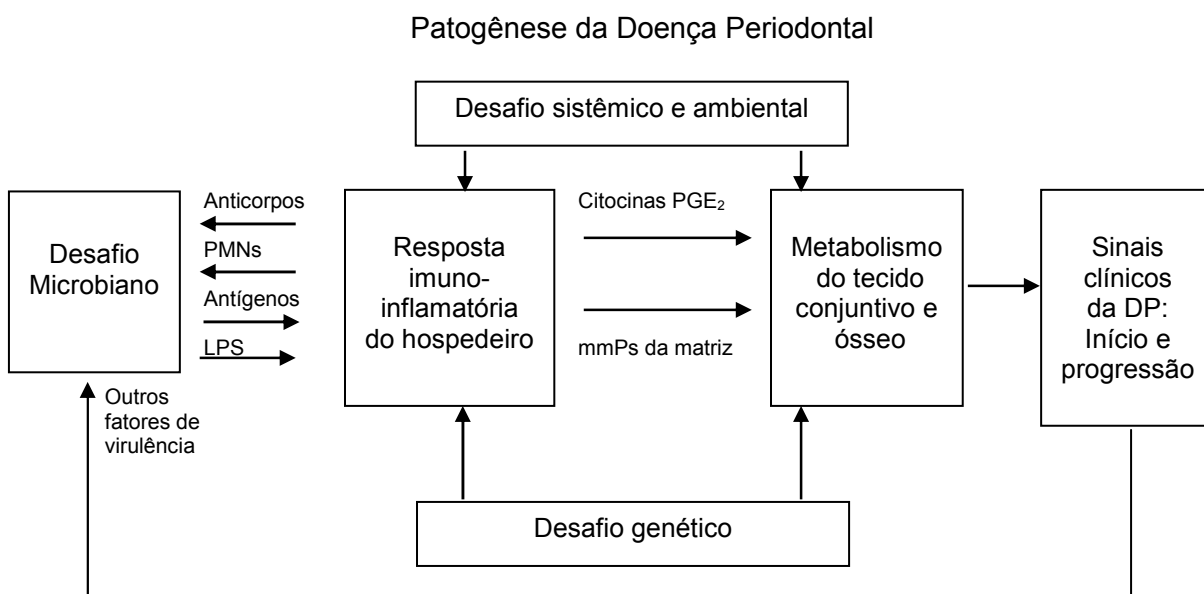 Patogênese da Doença Periodontal
Desafio sistêmico e ambiental
Desafio
Microbiano
Anticorpos
PMNs
Antígenos
LPS
Outros
fatores de
virulência
Resposta
imuno-
inflamatória
do hospedeiro
Citocinas PGE₂
mmPs da matriz
Metabolismo
do tecido
conjuntivo e
ósseo
Sinais
clínicos
da DP:
Início e
progressão
Desafio genético